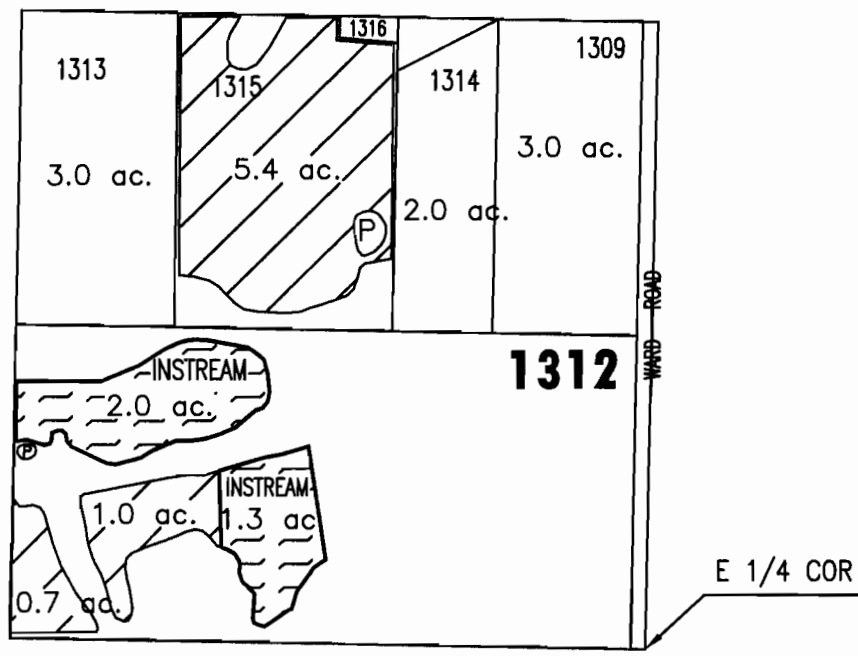 1316
1313
1315
1314
1309
3.0 ac.
5.4 ac.
2.0 ac.
3.0 ac.
P
WARD ROAD
1312
INSTREAM
2.0 ac.
P
INSTREAM
1.0 ac.
1.3 ac
0.7 ac.
E 1/4 COR